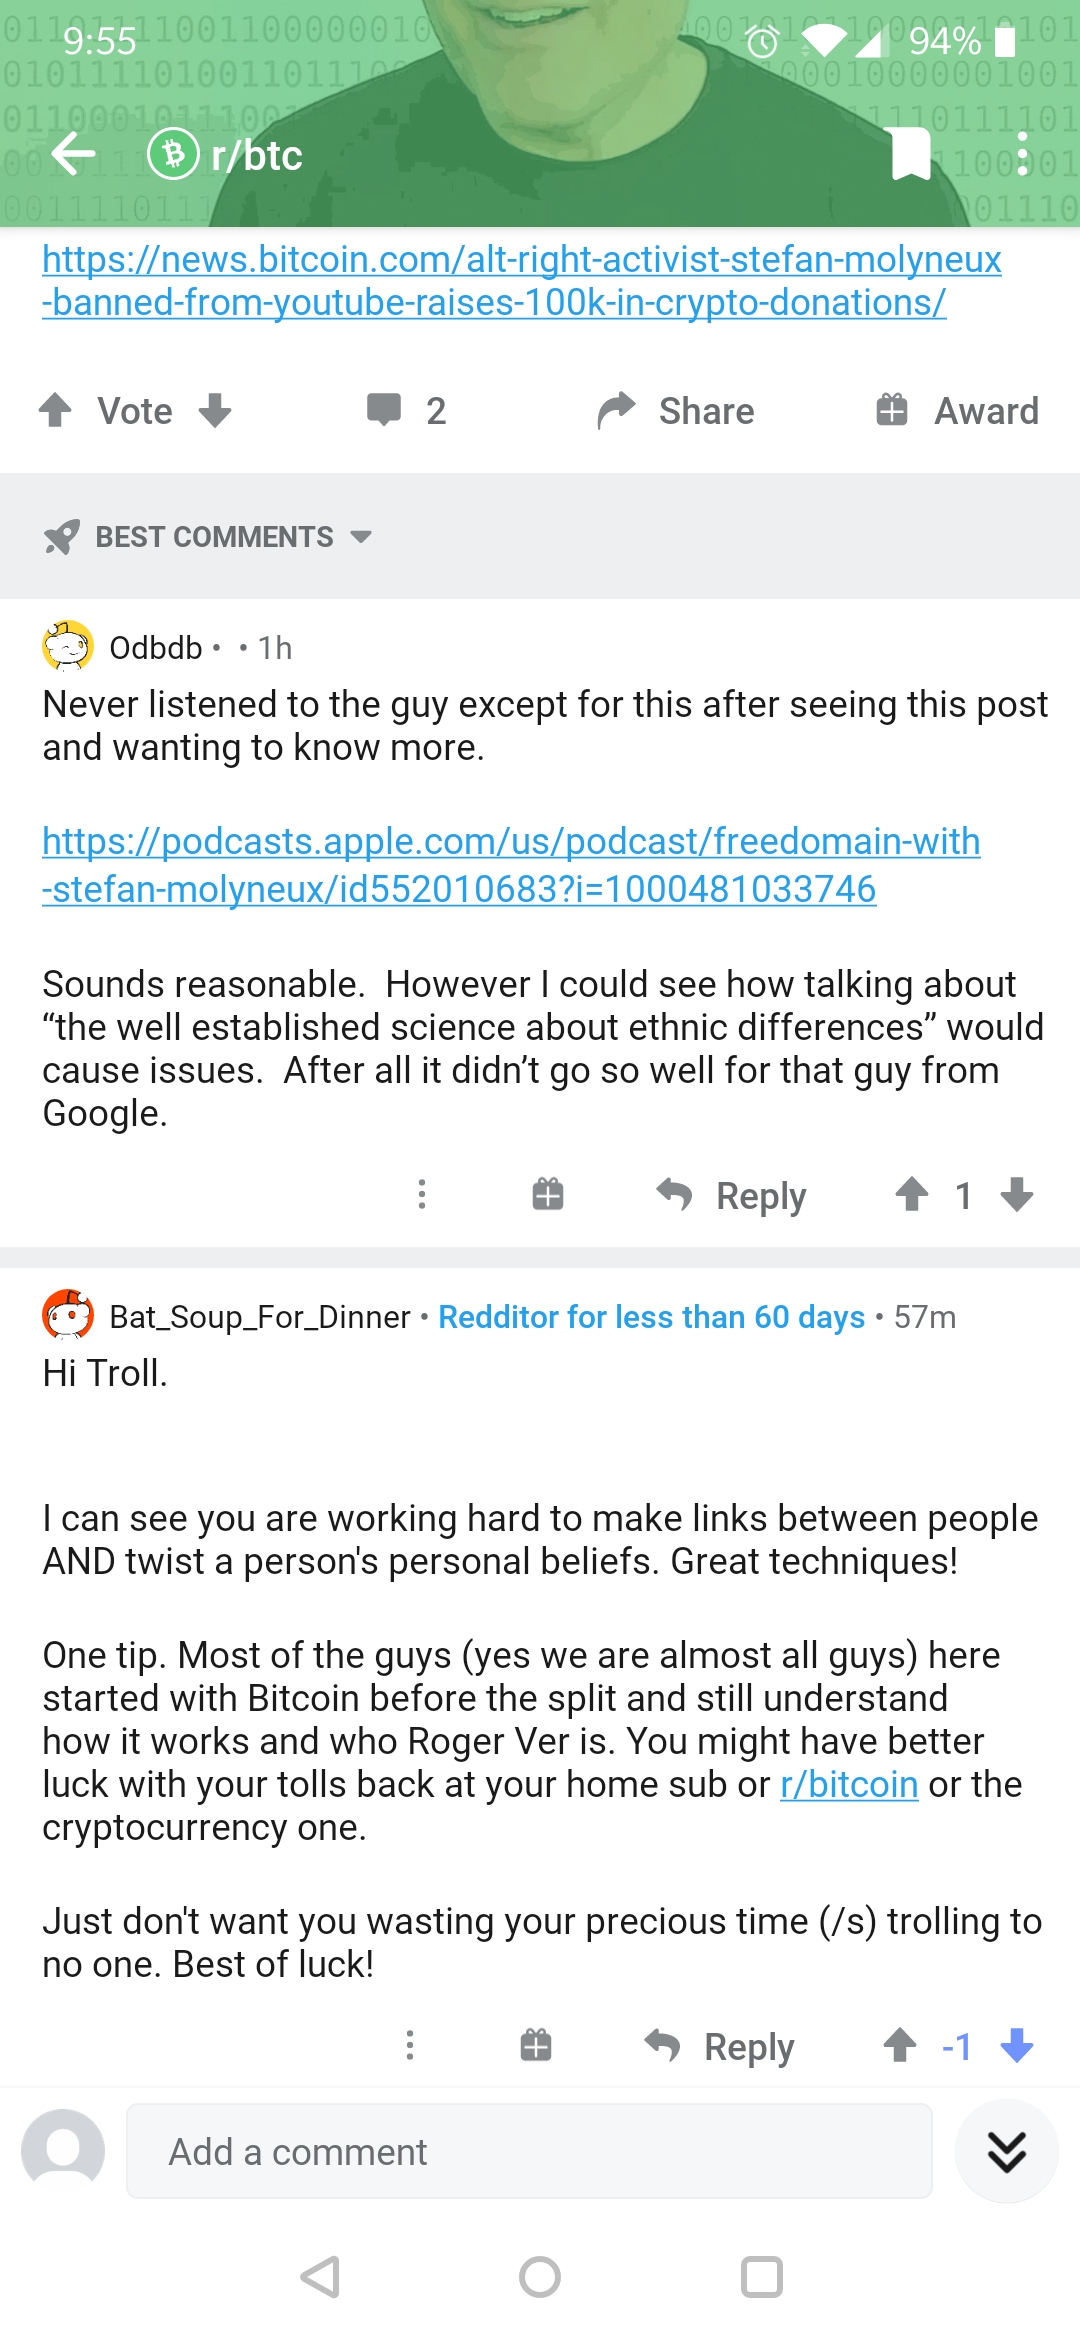 9:55
94%
r/btc
https://news.bitcoin.com/alt-right-activist-stefan-molyneux
-banned-from-youtube-raises-100k-in-crypto-donations/
Vote
2
Share
Award
BEST COMMENTS
Odbdb • • 1h
Never listened to the guy except for this after seeing this post
and wanting to know more.
https://podcasts.apple.com/us/podcast/freedomain-with
-stefan-molyneux/id552010683?i=1000481033746
Sounds reasonable.  However I could see how talking about
“the well established science about ethnic differences” would
cause issues.  After all it didn’t go so well for that guy from
Google.
Reply
1
Bat_Soup_For_Dinner • Redditor for less than 60 days • 57m
Hi Troll.
I can see you are working hard to make links between people
AND twist a person's personal beliefs. Great techniques!
One tip. Most of the guys (yes we are almost all guys) here
started with Bitcoin before the split and still understand
how it works and who Roger Ver is. You might have better
luck with your tolls back at your home sub or r/bitcoin or the
cryptocurrency one.
Just don't want you wasting your precious time (/s) trolling to
no one. Best of luck!
Reply
-1
Add a comment